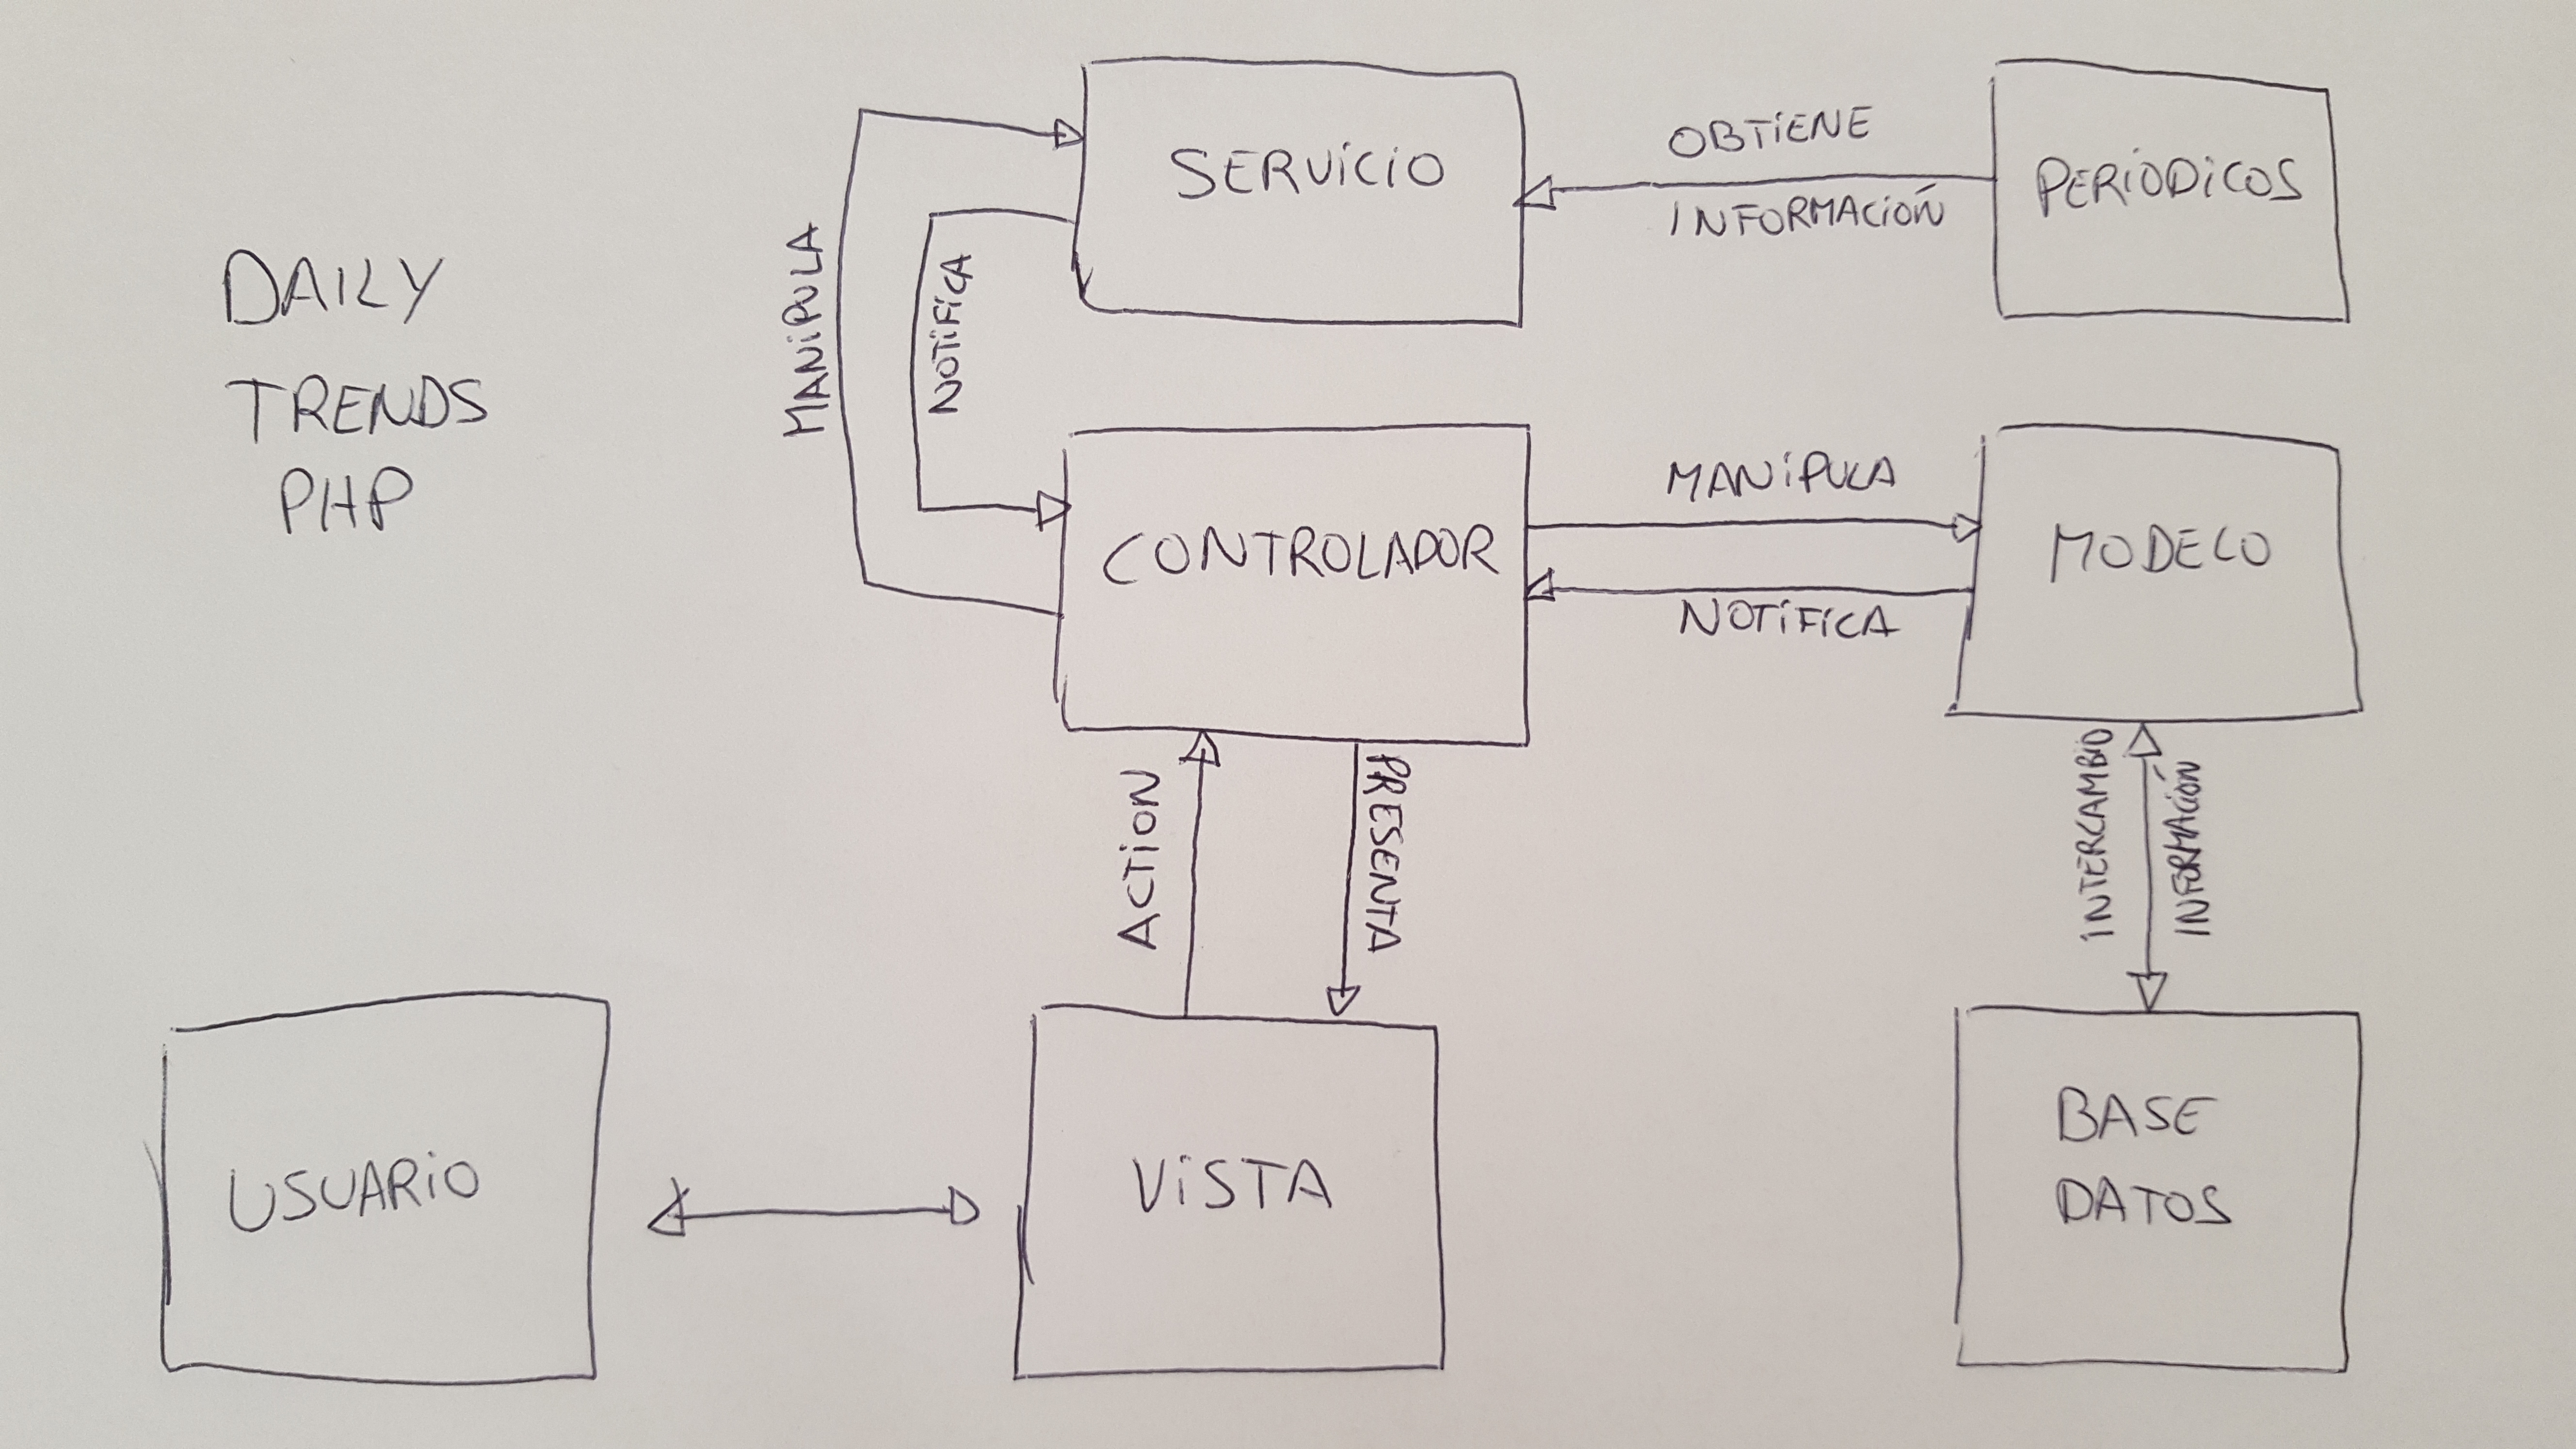 DAILY
TRENDS
PHP
SERVICIO
OBTIENE
INFORMACIÓN
PERIODICOS
MANIPULA
NOTIFICA
CONTROLADOR
MANIPULA
NOTIFICA
MODELO
ACTION
PRESENTA
INTERCAMBIO
INFORMACIÓN
USUARIO
VISTA
BASE
DATOS